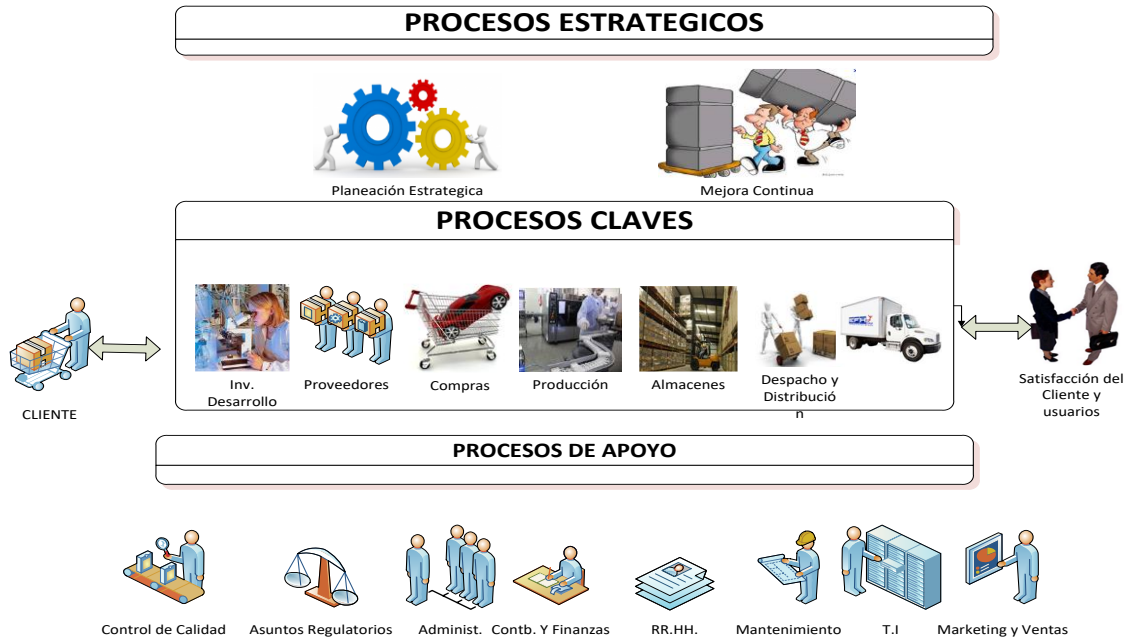 PROCESOS ESTRATEGICOS
Planeación Estrategica
Mejora Continua
PROCESOS CLAVES
CLIENTE
Inv.
Desarrollo
Proveedores
Compras
Producción
Almacenes
Despacho y
Distribució
n
Satisfacción del
Cliente y
usuarios
PROCESOS DE APOYO
Control de Calidad
Asuntos Regulatorios
Administ.
Contb. Y Finanzas
RR.HH.
Mantenimiento
T.I
Marketing y Ventas